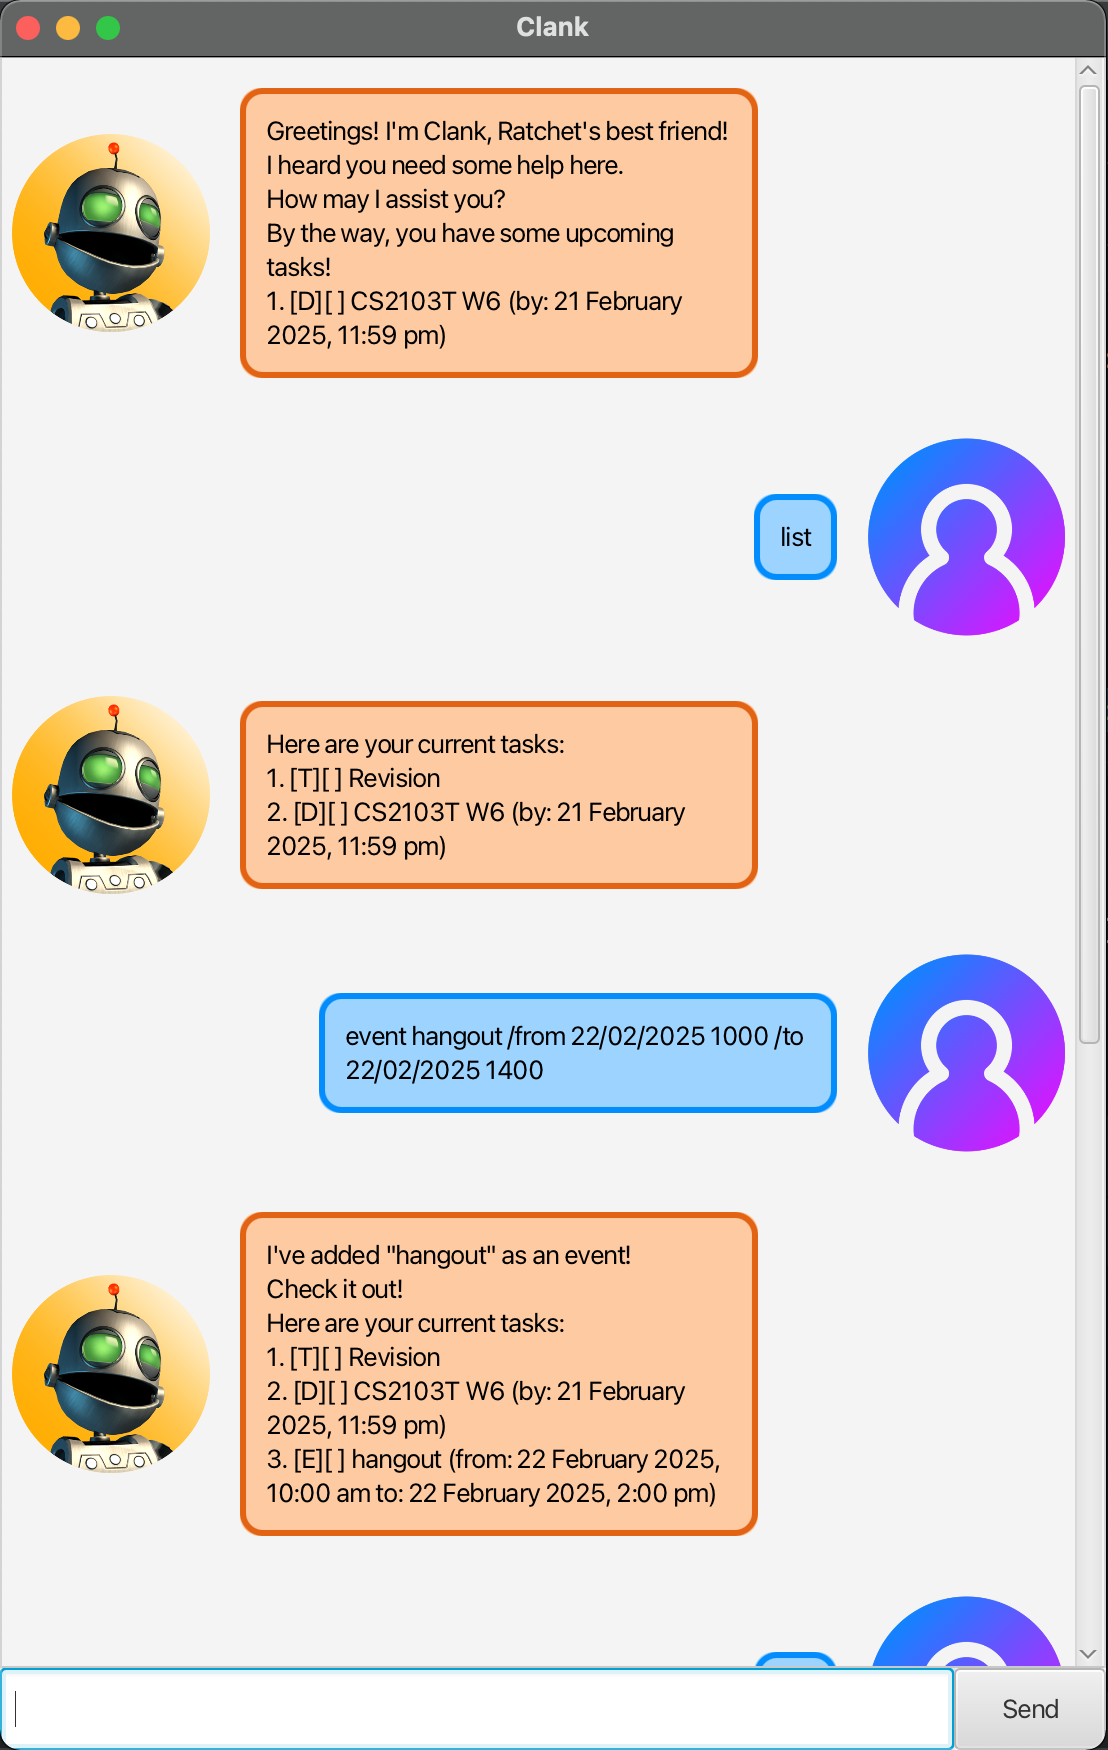 Clank
Greetings! I'm Clank, Ratchet's best friend!
I heard you need some help here.
How may I assist you?
By the way, you have some upcoming
tasks!
1. [D][ ] CS2103T W6 (by: 21 February
2025, 11:59 pm)
list
Here are your current tasks:
1. [T][ ] Revision
2. [D][ ] CS2103T W6 (by: 21 February
2025, 11:59 pm)
event hangout /from 22/02/2025 1000 /to
22/02/2025 1400
I've added "hangout" as an event!
Check it out!
Here are your current tasks:
1. [T][ ] Revision
2. [D][ ] CS2103T W6 (by: 21 February
2025, 11:59 pm)
3. [E][ ] hangout (from: 22 February 2025,
10:00 am to: 22 February 2025, 2:00 pm)
Send